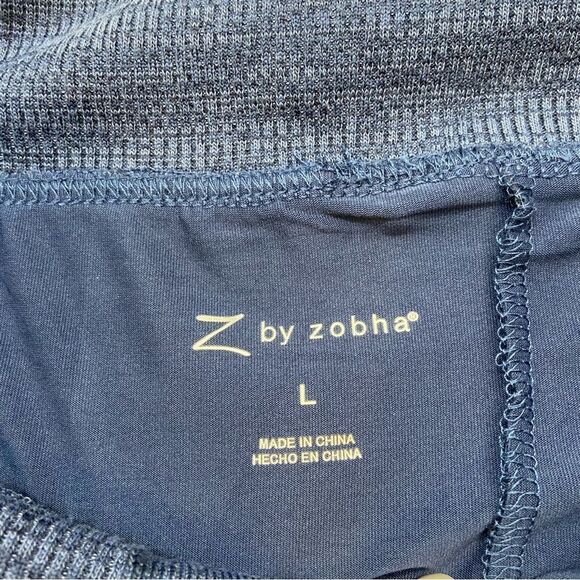 Z by zobha®
L
MADE IN CHINA
HECHO EN CHINA